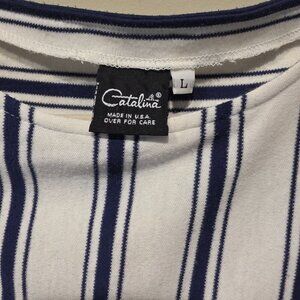 Catalina ®
L
MADE IN U.S.A.
OVER FOR CARE